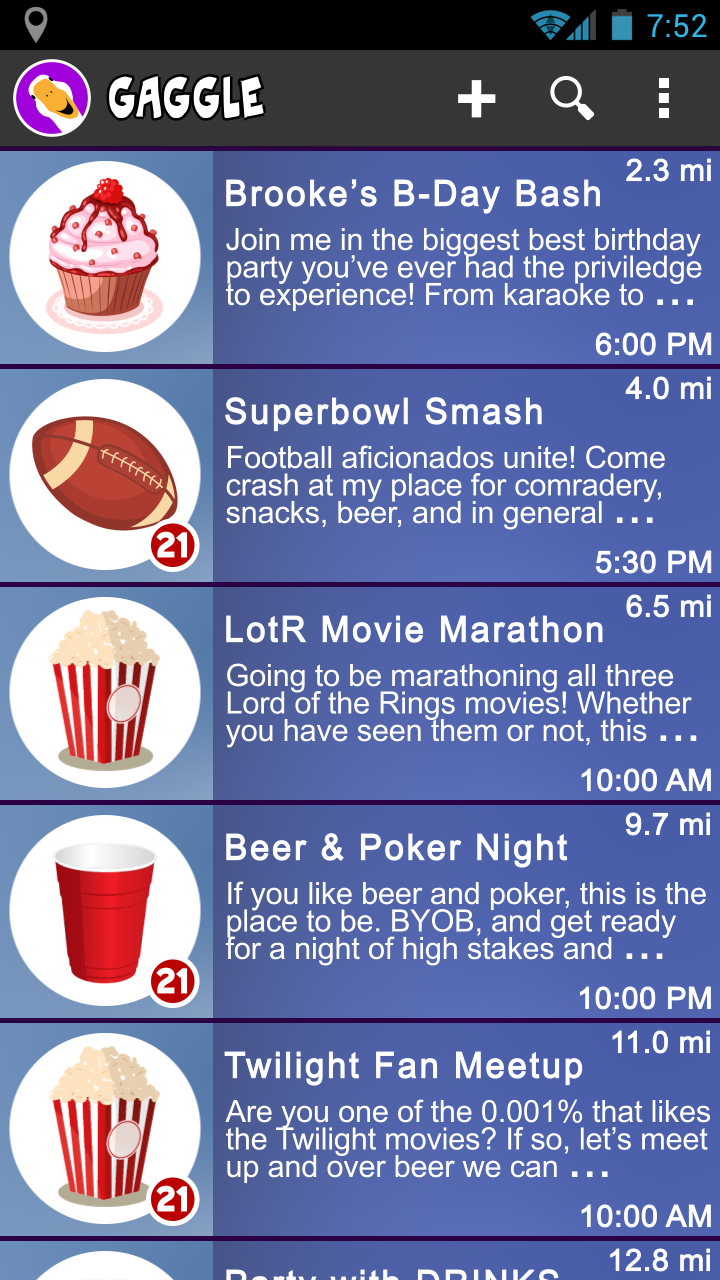 7:52
GAGGLE
2.3 mi
Brooke’s B-Day Bash
Join me in the biggest best birthday
party you’ve ever had the priviledge
to experience! From karaoke to ...
6:00 PM
4.0 mi
Superbowl Smash
Football aficionados unite! Come
crash at my place for comradery,
snacks, beer, and in general ...
21
5:30 PM
6.5 mi
LotR Movie Marathon
Going to be marathoning all three
Lord of the Rings movies! Whether
you have seen them or not, this ...
10:00 AM
9.7 mi
Beer & Poker Night
If you like beer and poker, this is the
place to be. BYOB, and get ready
for a night of high stakes and ...
21
10:00 PM
11.0 mi
Twilight Fan Meetup
Are you one of the 0.001% that likes
the Twilight movies? If so, let’s meet
up and over beer we can ...
21
10:00 AM
12.8 mi
Party with DRINKS